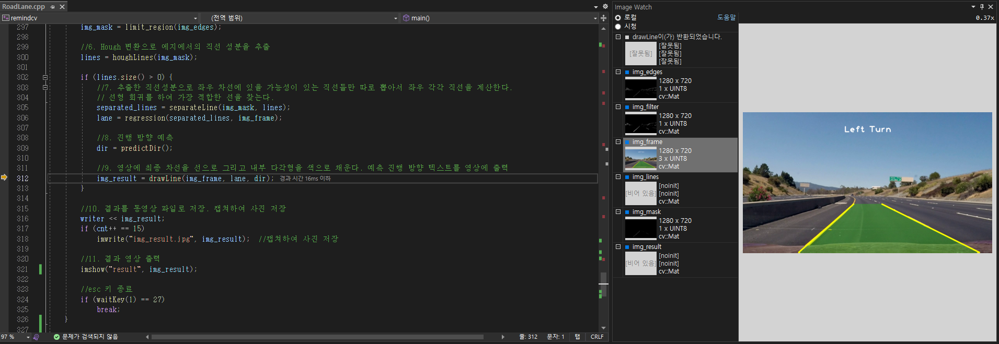 RoadLane.cpp
remindcv
(전역 범위)
main()
297 img_mask = limit_region(img_edges);
298
299 //6. Hough 변환으로 에지에서의 직선 성분을 추출
300 lines = houghLines(img_mask);
301
302 if (lines.size() > 0) {
303 //7. 추출한 직선성분으로 좌우 차선에 있을 가능성이 있는 직선들만 따로 뽑아서 좌우 각각 직선을 계산한다.
304 // 선형 회귀를 하여 가장 적합한 선을 찾는다.
305 separated_lines = separateLine(img_mask, lines);
306 lane = regression(separated_lines, img_frame);
307
308 //8. 진행 방향 예측
309 dir = predictDir();
310
311 //9. 영상에 최종 차선을 선으로 그리고 내부 다각형을 색으로 채운다. 예측 진행 방향 텍스트를 영상에 출력
312 img_result = drawLine(img_frame, lane, dir); 경과 시간 16ms 이하
313 }
314
315 //10. 결과를 동영상 파일로 저장. 캡쳐하여 사진 저장
316 writer << img_result;
317 if (cnt++ == 15)
318 imwrite("img_result.jpg", img_result); //캡쳐하여 사진 저장
319
320 //11. 결과 영상 출력
321 imshow("result", img_result);
322
323 //esc 키 종료
324 if (waitKey(1) == 27)
325 break;
326 }
327
97 %
문제가 검색되지 않음
줄: 312
문자: 1
탭
CRLF
Image Watch
로컬
도움말
시청
0.37x
drawLine이(가) 반환되었습니다.
[잘못됨]
[잘못됨]
[잘못됨]
[잘못됨]
img_edges
1280 x 720
1 x UINT8
cv::Mat
img_filter
1280 x 720
1 x UINT8
cv::Mat
img_frame
1280 x 720
3 x UINT8
cv::Mat
img_lines
[비어 있음]
[noinit]
[noinit]
cv::Mat
img_mask
1280 x 720
1 x UINT8
cv::Mat
img_result
[비어 있음]
[noinit]
[noinit]
cv::Mat
Left Turn